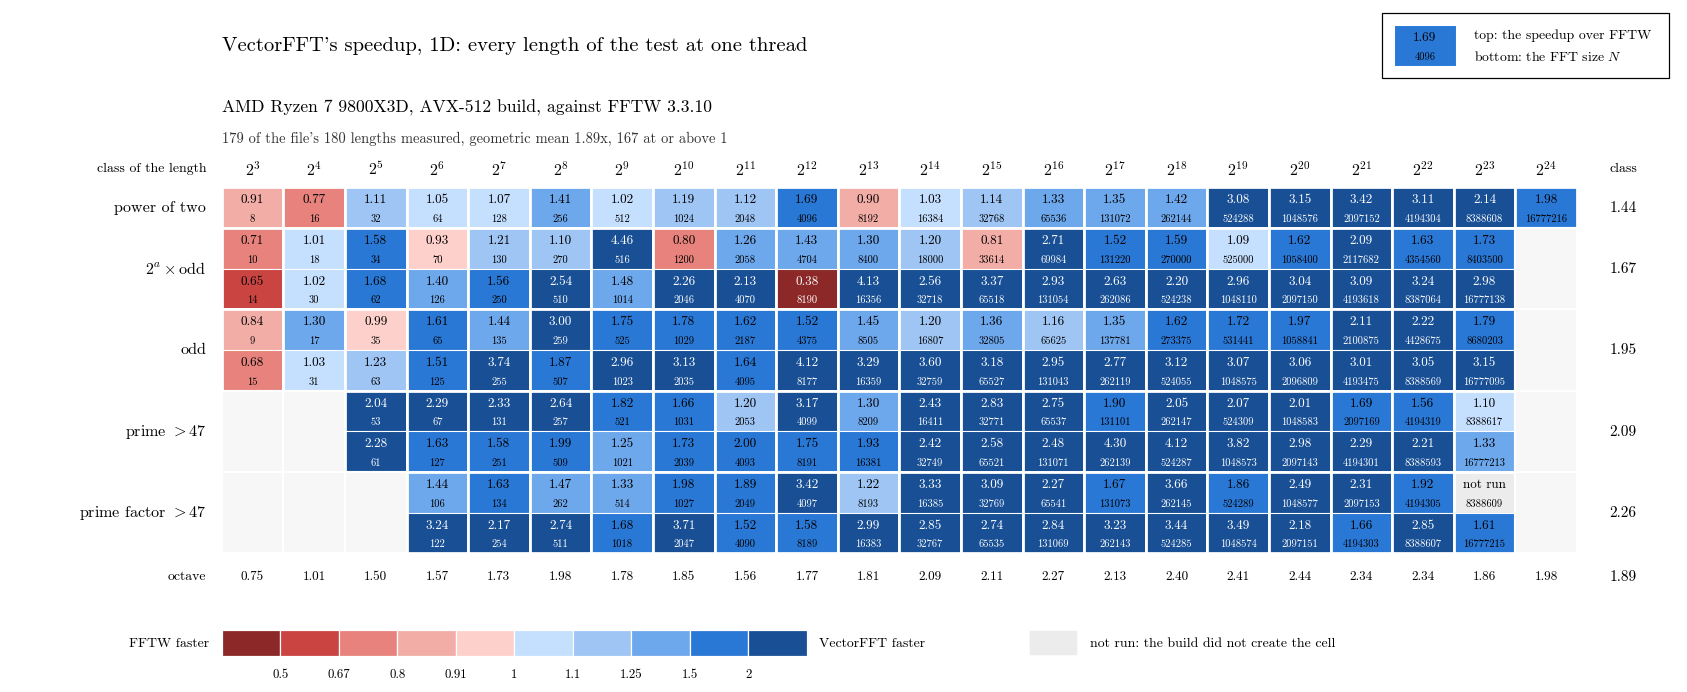 VectorFFT's speedup, 1D: every length of the test at one thread
1.69 top: the speedup over FFTW
4096 bottom: the FFT size N
AMD Ryzen 7 9800X3D, AVX-512 build, against FFTW 3.3.10
179 of the file's 180 lengths measured, geometric mean 1.89x, 167 at or above 1
class of the length 2^3 2^4 2^5 2^6 2^7 2^8 2^9 2^10 2^11 2^12 2^13 2^14 2^15 2^16 2^17 2^18 2^19 2^20 2^21 2^22 2^23 2^24 class
0.91 0.77 1.11 1.05 1.07 1.41 1.02 1.19 1.12 1.69 0.90 1.03 1.14 1.33 1.35 1.42 3.08 3.15 3.42 3.11 2.14 1.98
power of two 1.44
8 16 32 64 128 256 512 1024 2048 4096 8192 16384 32768 65536 131072 262144 524288 1048576 2097152 4194304 8388608 16777216
0.71 1.01 1.58 0.93 1.21 1.10 4.46 0.80 1.26 1.43 1.30 1.20 0.81 2.71 1.52 1.59 1.09 1.62 2.09 1.63 1.73
10 18 34 70 130 270 516 1200 2058 4704 8400 18000 33614 69984 131220 270000 525000 1058400 2117682 4354560 8403500
2^a × odd 1.67
0.65 1.02 1.68 1.40 1.56 2.54 1.48 2.26 2.13 0.38 4.13 2.56 3.37 2.93 2.63 2.20 2.96 3.04 3.09 3.24 2.98
14 30 62 126 250 510 1014 2046 4070 8190 16356 32718 65518 131054 262086 524238 1048110 2097150 4193618 8387064 16777138
0.84 1.30 0.99 1.61 1.44 3.00 1.75 1.78 1.62 1.52 1.45 1.20 1.36 1.16 1.35 1.62 1.72 1.97 2.11 2.22 1.79
9 17 35 65 135 259 525 1029 2187 4375 8505 16807 32805 65625 137781 273375 531441 1058841 2100875 4428675 8680203
odd 1.95
0.68 1.03 1.23 1.51 3.74 1.87 2.96 3.13 1.64 4.12 3.29 3.60 3.18 2.95 2.77 3.12 3.07 3.06 3.01 3.05 3.15
15 31 63 125 255 507 1023 2035 4095 8177 16359 32759 65527 131043 262119 524055 1048575 2096809 4193475 8388569 16777095
2.04 2.29 2.33 2.64 1.82 1.66 1.20 3.17 1.30 2.43 2.83 2.75 1.90 2.05 2.07 2.01 1.69 1.56 1.10
53 67 131 257 521 1031 2053 4099 8209 16411 32771 65537 131101 262147 524309 1048583 2097169 4194319 8388617
prime > 47 2.09
2.28 1.63 1.58 1.99 1.25 1.73 2.00 1.75 1.93 2.42 2.58 2.48 4.30 4.12 3.82 2.98 2.29 2.21 1.33
61 127 251 509 1021 2039 4093 8191 16381 32749 65521 131071 262139 524287 1048573 2097143 4194301 8388593 16777213
1.44 1.63 1.47 1.33 1.98 1.89 3.42 1.22 3.33 3.09 2.27 1.67 3.66 1.86 2.49 2.31 1.92 not run
106 134 262 514 1027 2049 4097 8193 16385 32769 65541 131073 262145 524289 1048577 2097153 4194305 8388609
prime factor > 47 2.26
3.24 2.17 2.74 1.68 3.71 1.52 1.58 2.99 2.85 2.74 2.84 3.23 3.44 3.49 2.18 1.66 2.85 1.61
122 254 511 1018 2047 4090 8189 16383 32767 65535 131069 262143 524285 1048574 2097151 4194303 8388607 16777215
octave 0.75 1.01 1.50 1.57 1.73 1.98 1.78 1.85 1.56 1.77 1.81 2.09 2.11 2.27 2.13 2.40 2.41 2.44 2.34 2.34 1.86 1.98 1.89
FFTW faster VectorFFT faster not run: the build did not create the cell
0.5 0.67 0.8 0.91 1 1.1 1.25 1.5 2